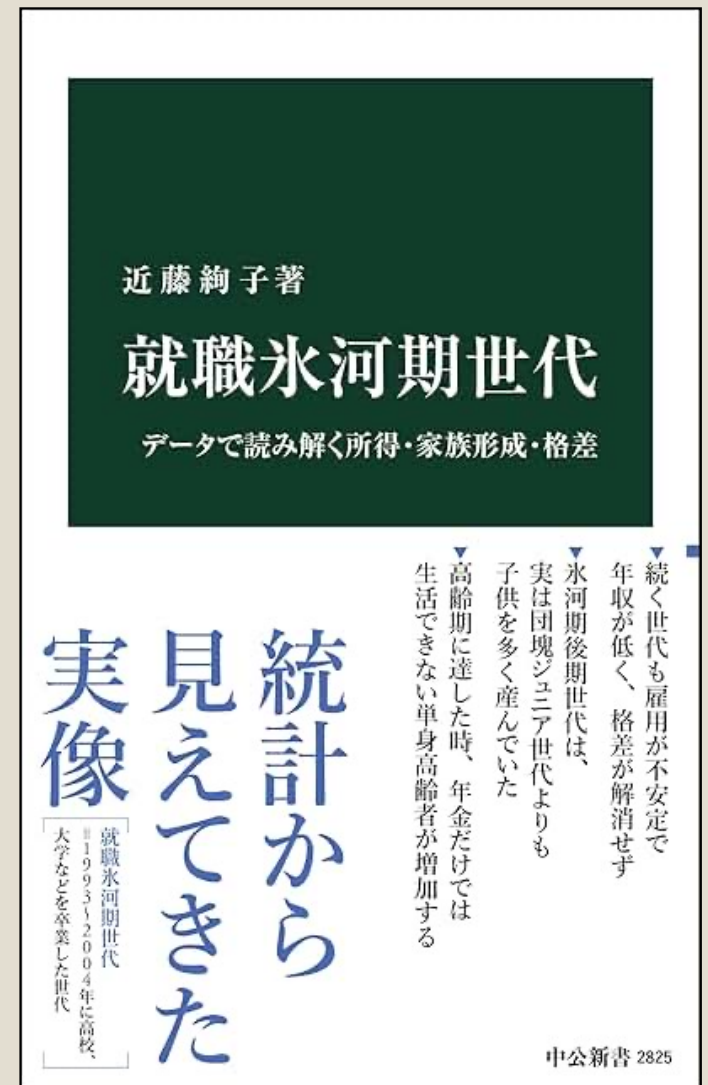 近藤絢子著
就職氷河期世代
データで読み解く所得・家族形成・格差
▼続く世代も雇用が不安定で
年収が低く、格差が解消せず
▼氷河期後期世代は、
実は団塊ジュニア世代よりも
子供を多く産んでいた
▼高齢期に達した時、年金だけでは
生活できない単身高齢者が増加する
統計から
見えてきた
実像
就職氷河期世代
=1993〜2004年に高校、
大学などを卒業した世代
中公新書 2825